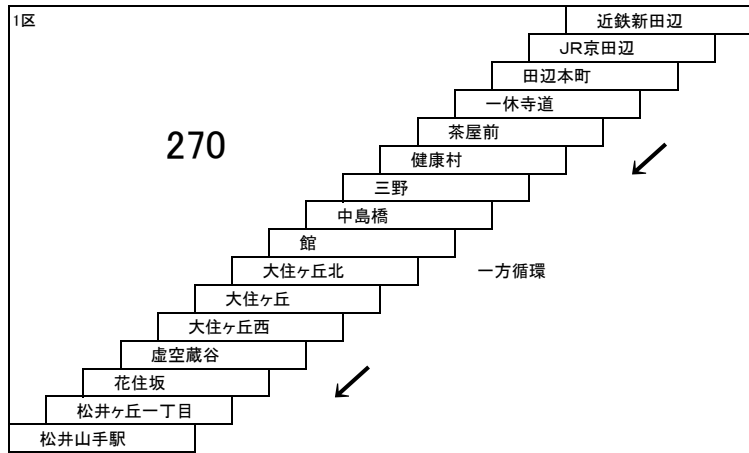 1区
近鉄新田辺
JR京田辺
田辺本町
一休寺道
茶屋前
270
健康村
三野
中島橋
館
大住ヶ丘北
一方循環
大住ヶ丘
大住ヶ丘西
虚空蔵谷
花住坂
松井ヶ丘一丁目
松井山手駅